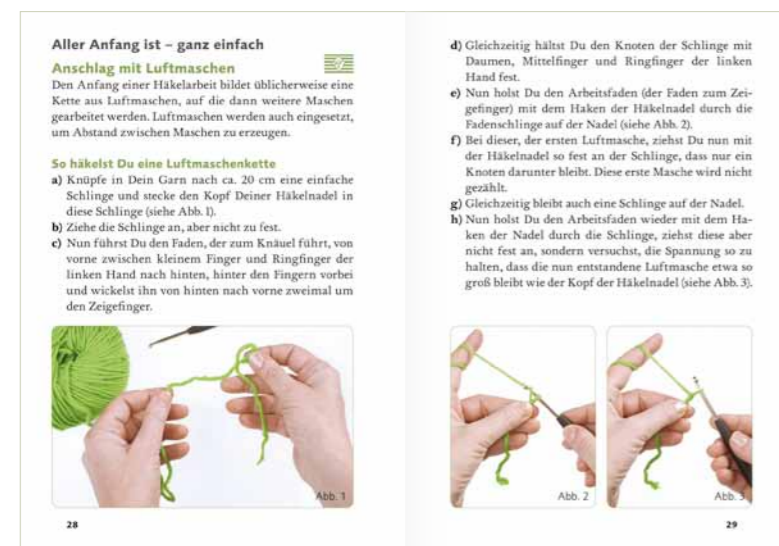 Aller Anfang ist – ganz einfach
Anschlag mit Luftmaschen
Den Anfang einer Häkelarbeit bildet üblicherweise eine
Kette aus Luftmaschen, auf die dann weitere Maschen
gearbeitet werden. Luftmaschen werden auch eingesetzt,
um Abstand zwischen Maschen zu erzeugen.
So häkelst Du eine Luftmaschenkette
a) Knüpfe in Dein Garn nach ca. 20 cm eine einfache
Schlinge und stecke den Kopf Deiner Häkelnadel in
diese Schlinge (siehe Abb. 1).
b) Ziehe die Schlinge an, aber nicht zu fest.
c) Nun führst Du den Faden, der zum Knäuel führt, von
vorne zwischen kleinem Finger und Ringfinger der
linken Hand nach hinten, hinter den Fingern vorbei
und wickelst ihn von hinten nach vorne zweimal um
den Zeigefinger.
Abb. 1
28
d) Gleichzeitig hältst Du den Knoten der Schlinge mit
Daumen, Mittelfinger und Ringfinger der linken
Hand fest.
e) Nun holst Du den Arbeitsfaden (der Faden zum Zei-
gefinger) mit dem Haken der Häkelnadel durch die
Fadenschlinge auf der Nadel (siehe Abb. 2).
f) Bei dieser, der ersten Luftmasche, ziehst Du nun mit
der Häkelnadel so fest an der Schlinge, dass nur ein
Knoten darunter bleibt. Diese erste Masche wird nicht
gezählt.
g) Gleichzeitig bleibt auch eine Schlinge auf der Nadel.
h) Nun holst Du den Arbeitsfaden wieder mit dem Ha-
ken der Nadel durch die Schlinge, ziehst diese aber
nicht fest an, sondern versuchst, die Spannung so zu
halten, dass die nun entstandene Luftmasche etwa so
groß bleibt wie der Kopf der Häkelnadel (siehe Abb. 3).
Abb. 2
Abb. 3
29